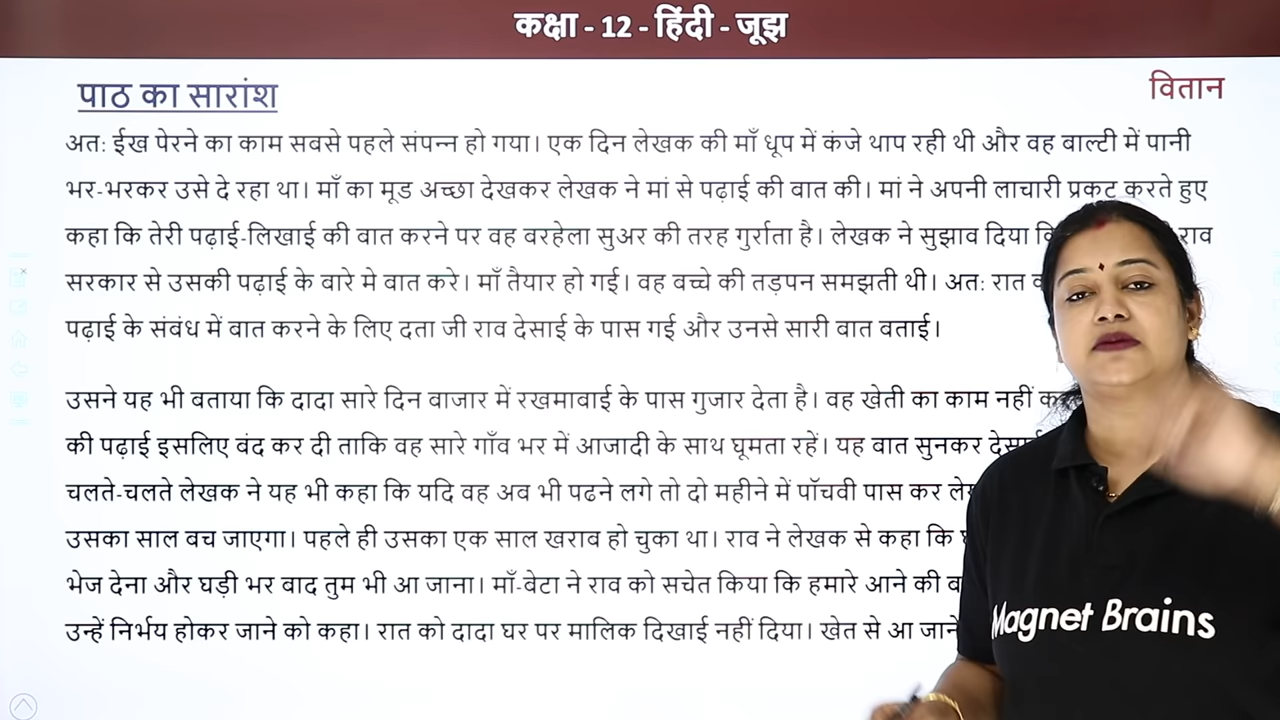 कक्षा - 12 - हिंदी - जूझ
पाठ का सारांश
वितान
अत: ईख पेरने का काम सबसे पहले संपन्न हो गया। एक दिन लेखक की माँ धूप में कंजे थाप रही थी और वह बाल्टी में पानी
भर-भरकर उसे दे रहा था। माँ का मूड अच्छा देखकर लेखक ने मां से पढ़ाई की बात की। मां ने अपनी लाचारी प्रकट करते हुए
कहा कि तेरी पढ़ाई-लिखाई की बात करने पर वह बरहेला सुअर की तरह गुर्राता है। लेखक ने सुझाव दिया राव
सरकार से उसकी पढ़ाई के बारे मे बात करे। माँ तैयार हो गई। वह बच्चे की तड़पन समझती थी। अत: रात
पढ़ाई के संबंध में बात करने के लिए दता जी राव देसाई के पास गई और उनसे सारी बात बताई।
उसने यह भी बताया कि दादा सारे दिन बाजार में रखमाबाई के पास गुजार देता है। वह खेती का काम नहीं
की पढ़ाई इसलिए बंद कर दी ताकि वह सारे गाँव भर में आजादी के साथ घूमता रहें। यह बात सुनकर
चलते-चलते लेखक ने यह भी कहा कि यदि वह अब भी पढने लगे तो दो महीने में पॉचवी पास कर
उसका साल बच जाएगा। पहले ही उसका एक साल खराब हो चुका था। राव ने लेखक से कहा कि
भेज देना और घड़ी भर बाद तुम भी आ जाना। माँ-बेटा ने राव को सचेत किया कि हमारे आने की
उन्हें निर्भय होकर जाने को कहा। रात को दादा घर पर मालिक दिखाई नहीं दिया। खेत से आ
Magnet Brains